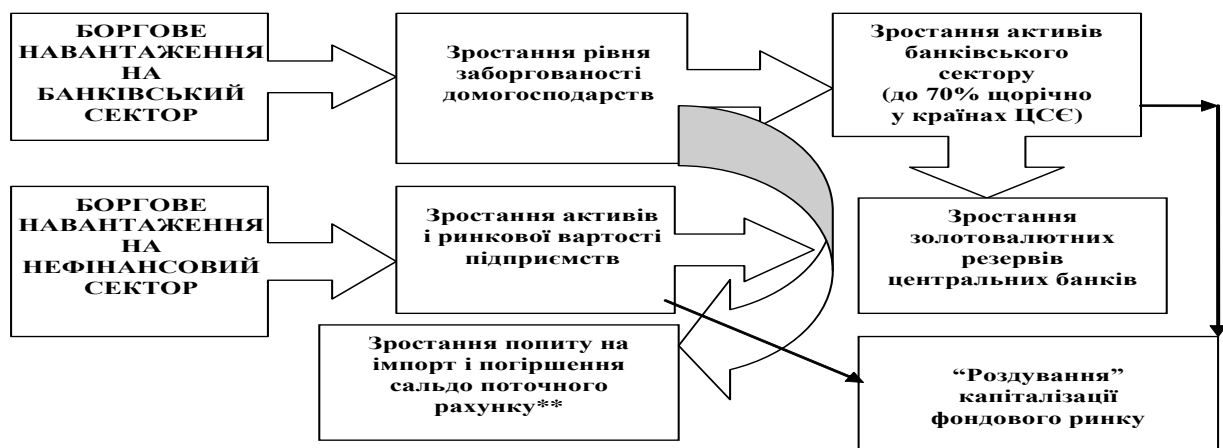 БОРГОВЕ
НАВАНТАЖЕННЯ
НА
БАНКІВСЬКИЙ
СЕКТОР
Зростання рівня
заборгованості
домогосподарств
Зростання активів
банківського
сектору
(до 70% щорічно
у країнах ЦСЄ)
БОРГОВЕ
НАВАНТАЖЕННЯ
НА
НЕФІНАНСОВИЙ
СЕКТОР
Зростання активів
і ринкової вартості
підприємств
Зростання
золотовалютних
резервів
центральних банків
Зростання попиту на
імпорт і погіршення
сальдо поточного
рахунку**
“Роздування”
капіталізації
фондового ринку